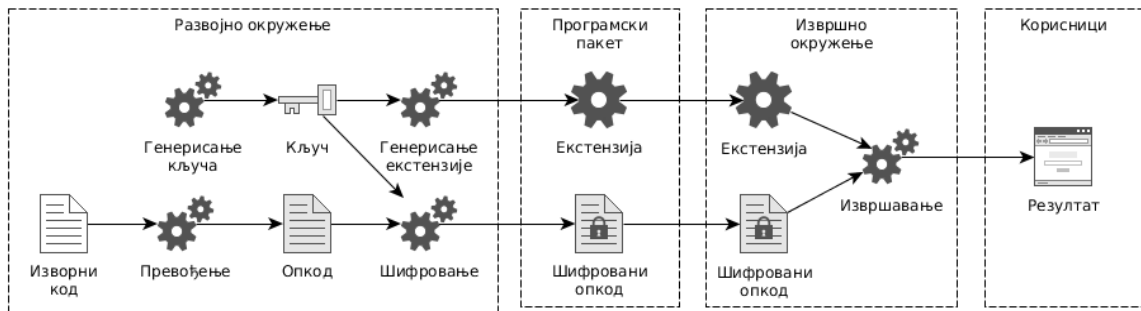 Развојно окружење
Програмски
пакет
Извршно
окружење
Корисници
Генерисање
кључа
Кључ
Генерисање
екстензије
Екстензија
Екстензија
Извршавање
Резултат
Изворни
код
Превођење
Опкод
Шифровање
Шифровани
опкод
Шифровани
опкод